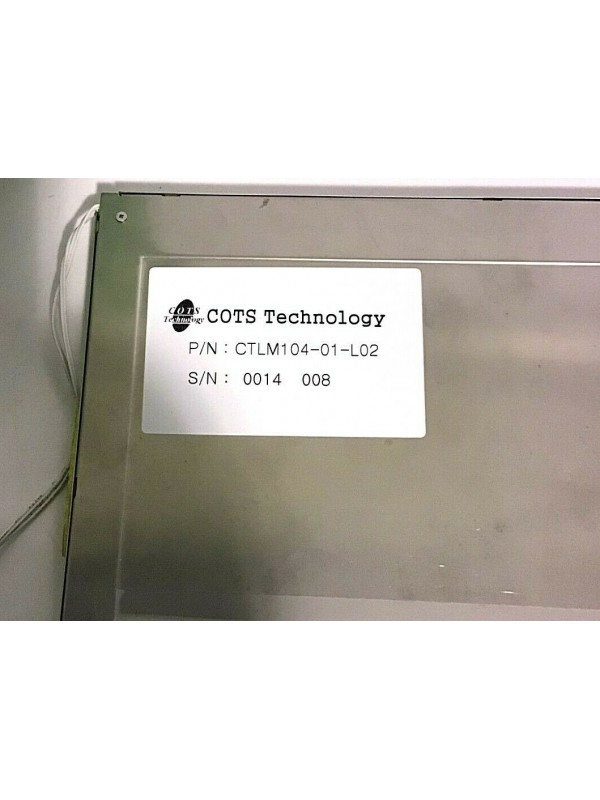 COTS
Technology
COTS Technology
P/N : CTLM104-01-L02
S/N : 0014 008